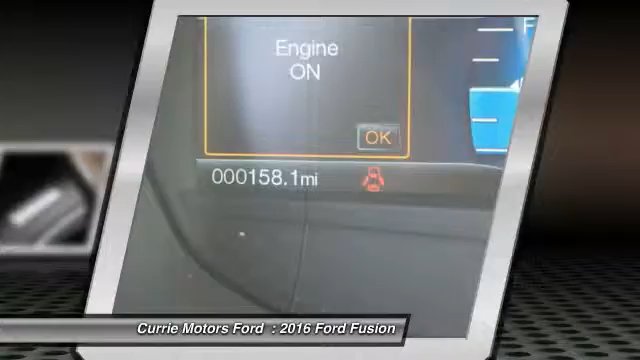 Engine
ON
OK
F
000158.1mi
Currie Motors Ford : 2016 Ford Fusion